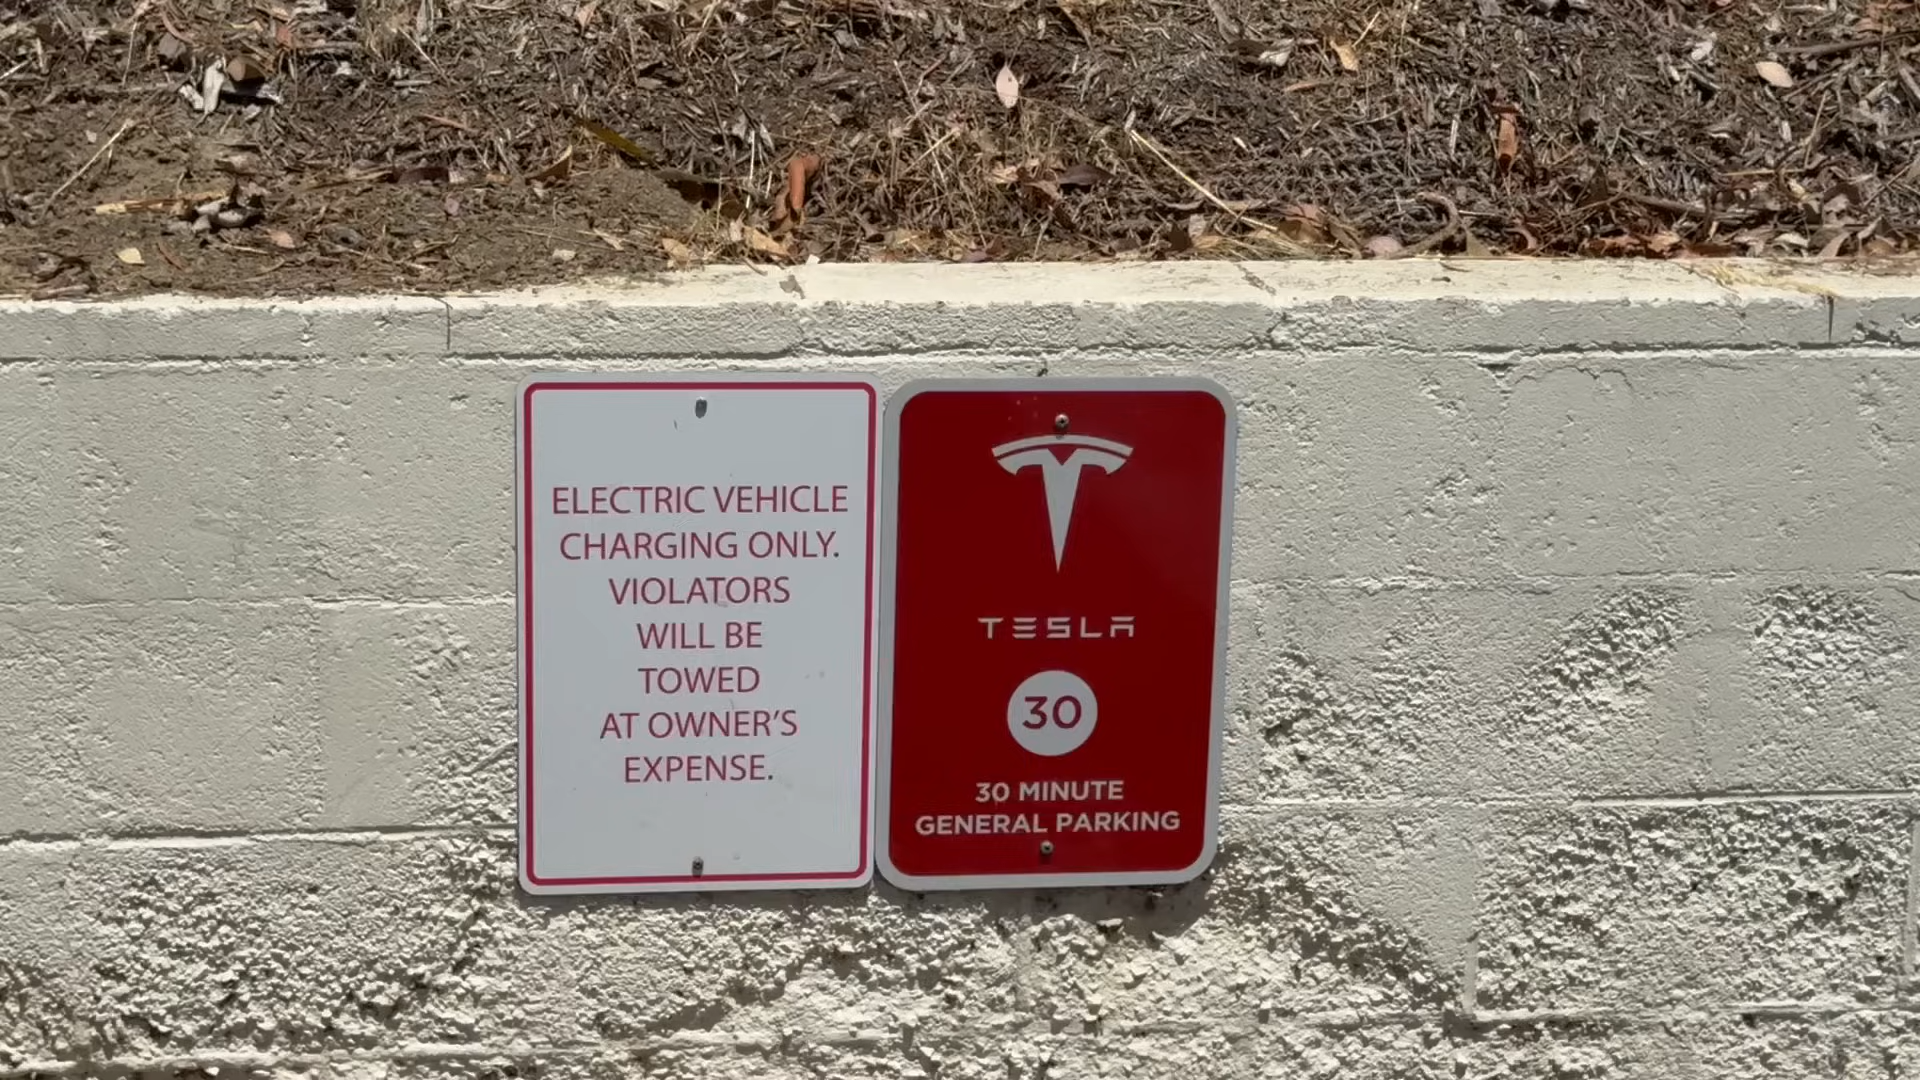 ELECTRIC VEHICLE
CHARGING ONLY.
VIOLATORS
WILL BE
TOWED
AT OWNER'S
EXPENSE.
TESLA
30
30 MINUTE
GENERAL PARKING